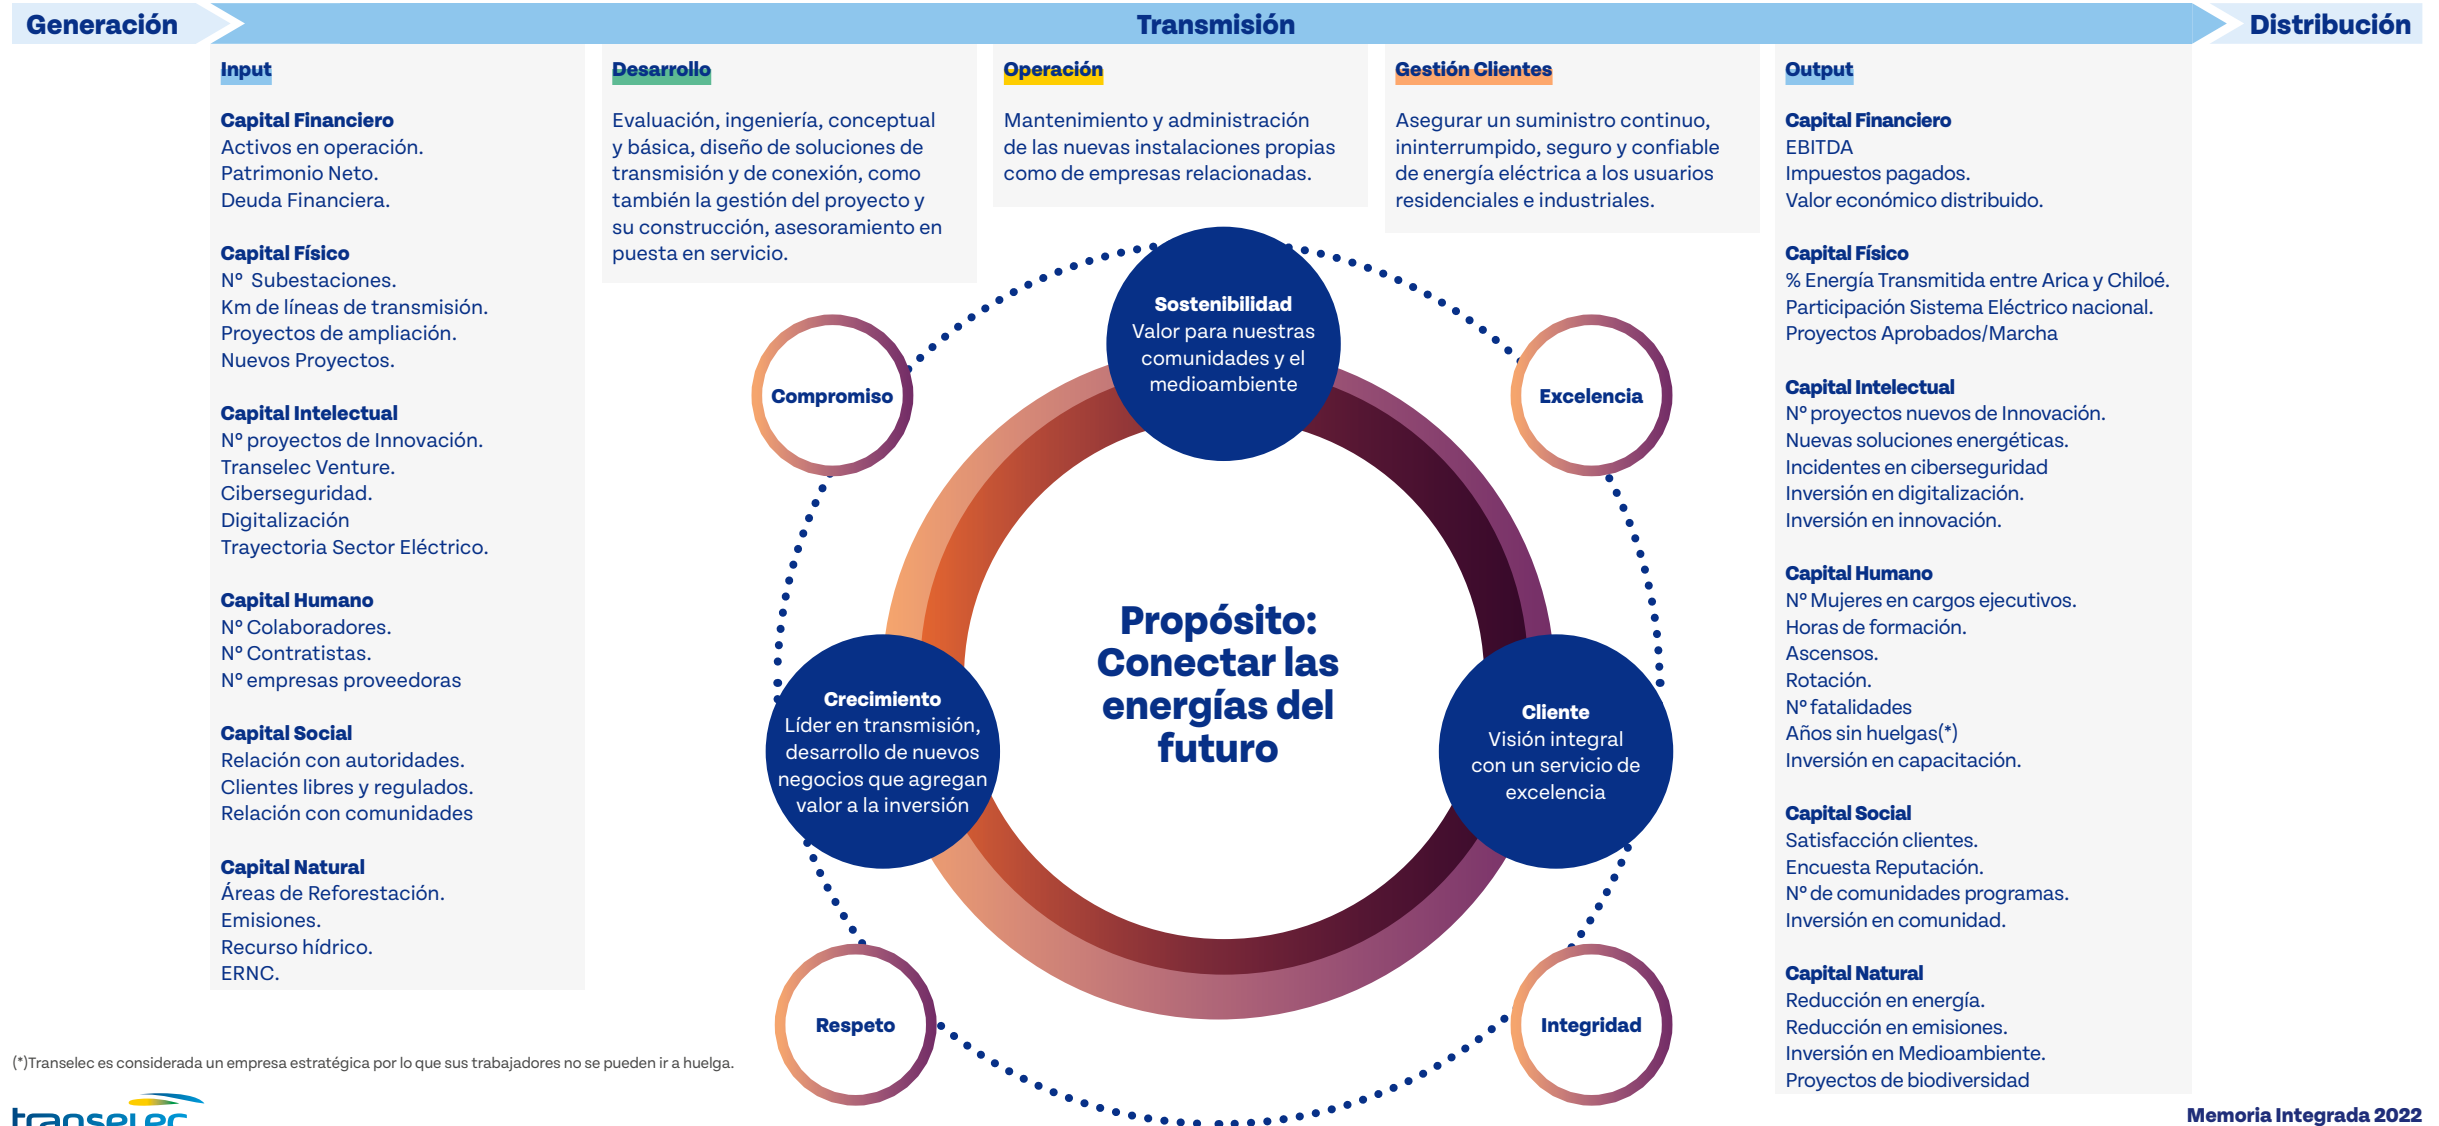 Generación
Transmisión
Distribución
Input
Capital Financiero
Activos en operación.
Patrimonio Neto.
Deuda Financiera.
Capital Físico
N° Subestaciones.
Km de líneas de transmisión.
Proyectos de ampliación.
Nuevos Proyectos.
Capital Intelectual
N° proyectos de Innovación.
Transelec Venture.
Ciberseguridad.
Digitalización
Trayectoria Sector Eléctrico.
Capital Humano
N° Colaboradores.
N° Contratistas.
N° empresas proveedoras
Capital Social
Relación con autoridades.
Clientes libres y regulados.
Relación con comunidades
Capital Natural
Áreas de Reforestación.
Emisiones.
Recurso hídrico.
ERNC.
Desarrollo
Evaluación, ingeniería, conceptual
y básica, diseño de soluciones de
transmisión y de conexión, como
también la gestión del proyecto y
su construcción, asesoramiento en
puesta en servicio.
Operación
Mantenimiento y administración
de las nuevas instalaciones propias
como de empresas relacionadas.
Gestión Clientes
Asegurar un suministro continuo,
ininterrumpido, seguro y confiable
de energía eléctrica a los usuarios
residenciales e industriales.
Sostenibilidad
Valor para nuestras
comunidades y el
medioambiente
Compromiso
Excelencia
Propósito:
Conectar las
energías del
futuro
Crecimiento
Líder en transmisión,
desarrollo de nuevos
negocios que agregan
valor a la inversión
Cliente
Visión integral
con un servicio de
excelencia
Respeto
Integridad
Output
Capital Financiero
EBITDA
Impuestos pagados.
Valor económico distribuido.
Capital Físico
% Energía Transmitida entre Arica y Chiloé.
Participación Sistema Eléctrico nacional.
Proyectos Aprobados/Marcha
Capital Intelectual
N° proyectos nuevos de Innovación.
Nuevas soluciones energéticas.
Incidentes en ciberseguridad
Inversión en digitalización.
Inversión en innovación.
Capital Humano
N° Mujeres en cargos ejecutivos.
Horas de formación.
Ascensos.
Rotación.
N° fatalidades
Años sin huelgas(*)
Inversión en capacitación.
Capital Social
Satisfacción clientes.
Encuesta Reputación.
N° de comunidades programas.
Inversión en comunidad.
Capital Natural
Reducción en energía.
Reducción en emisiones.
Inversión en Medioambiente.
Proyectos de biodiversidad
(*)Transelec es considerada un empresa estratégica por lo que sus trabajadores no se pueden ir a huelga.
transelec
Memoria Integrada 2022